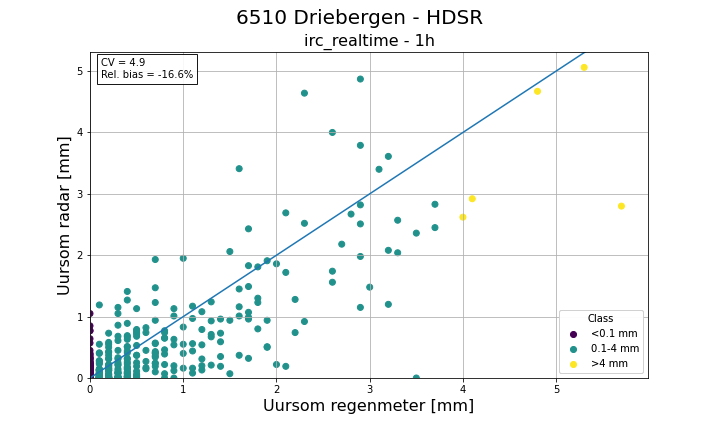 6510 Driebergen - HDSR
irc_realtime - 1h
CV = 4.9
Rel. bias = -16.6%
Uursom radar [mm]
5
4
3
2
1
0
0 1 2 3 4 5
Uursom regenmeter [mm]
Class
<0.1 mm
0.1-4 mm
>4 mm